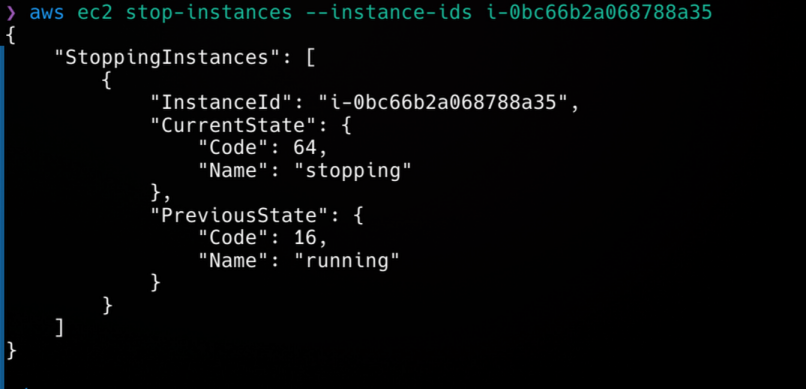 ❯ aws ec2 stop-instances --instance-ids i-0bc66b2a068788a35
{
    "StoppingInstances": [
        {
            "InstanceId": "i-0bc66b2a068788a35",
            "CurrentState": {
                "Code": 64,
                "Name": "stopping"
            },
            "PreviousState": {
                "Code": 16,
                "Name": "running"
            }
        }
    ]
}